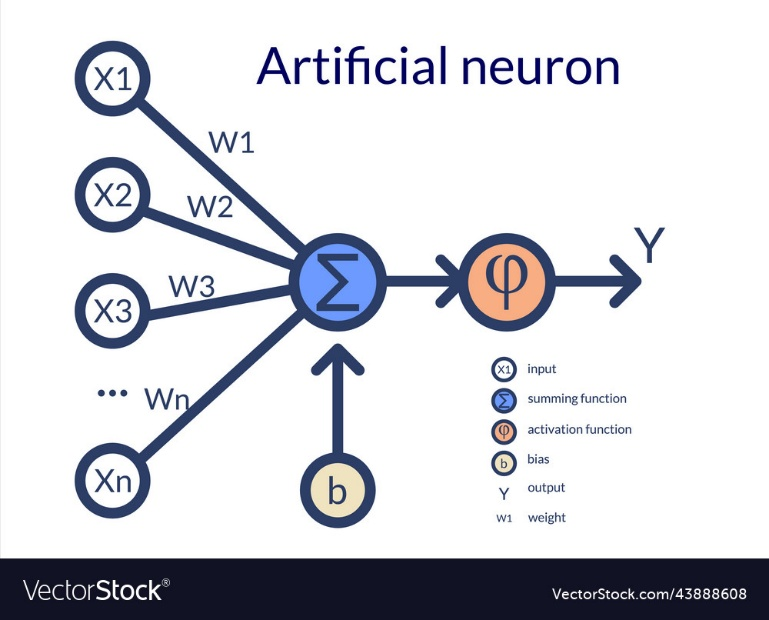 Artificial neuron
X1
W1
X2
W2
Y
Σ
φ
W3
X3
... Wn
Xn
b
X1 input
Σ summing function
φ activation function
b bias
Y output
W1 weight
VectorStock®
VectorStock.com/43888608